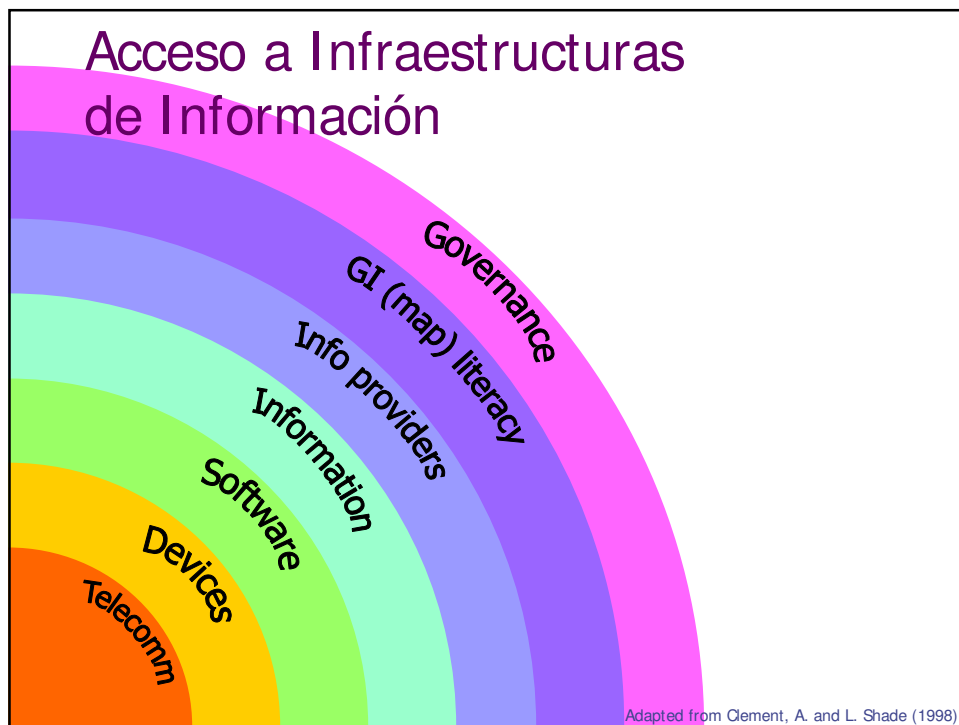 Acceso a Infraestructuras
de Información
Governance
GI (map) literacy
Info providers
Information
Software
Devices
Telecomm
Adapted from Clement, A. and L. Shade (1998)